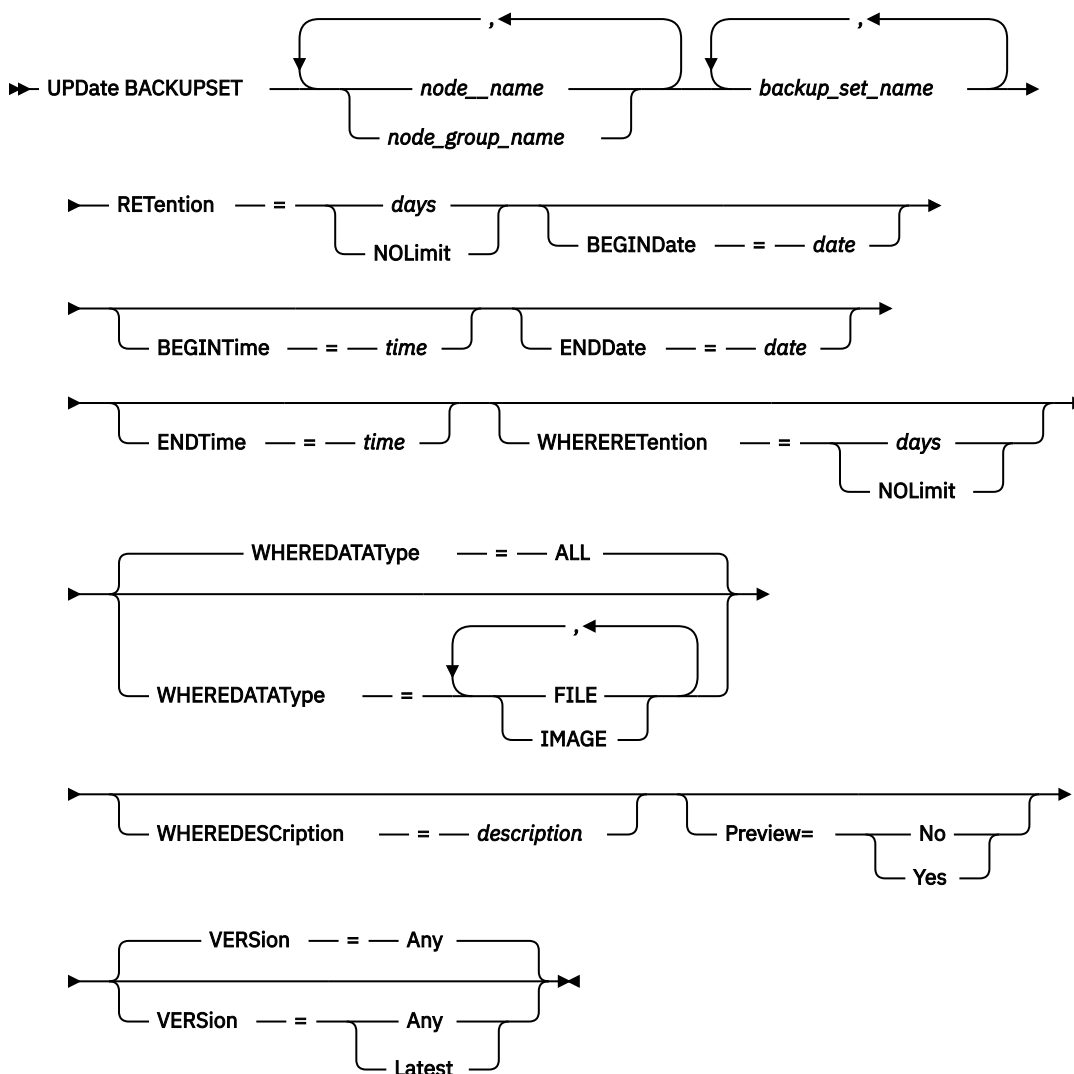 ,
,
UPDate BACKUPSET node__name backup_set_name
node_group_name
RETention = days
NOLimit
BEGINDate = date
BEGINTime = time
ENDDate = date
ENDTime = time
WHERERETention = days
NOLimit
WHEREDATAType = ALL
,
WHEREDATAType = FILE
IMAGE
WHEREDESCription = description
Preview= No
Yes
VERSion = Any
VERSion = Any
Latest